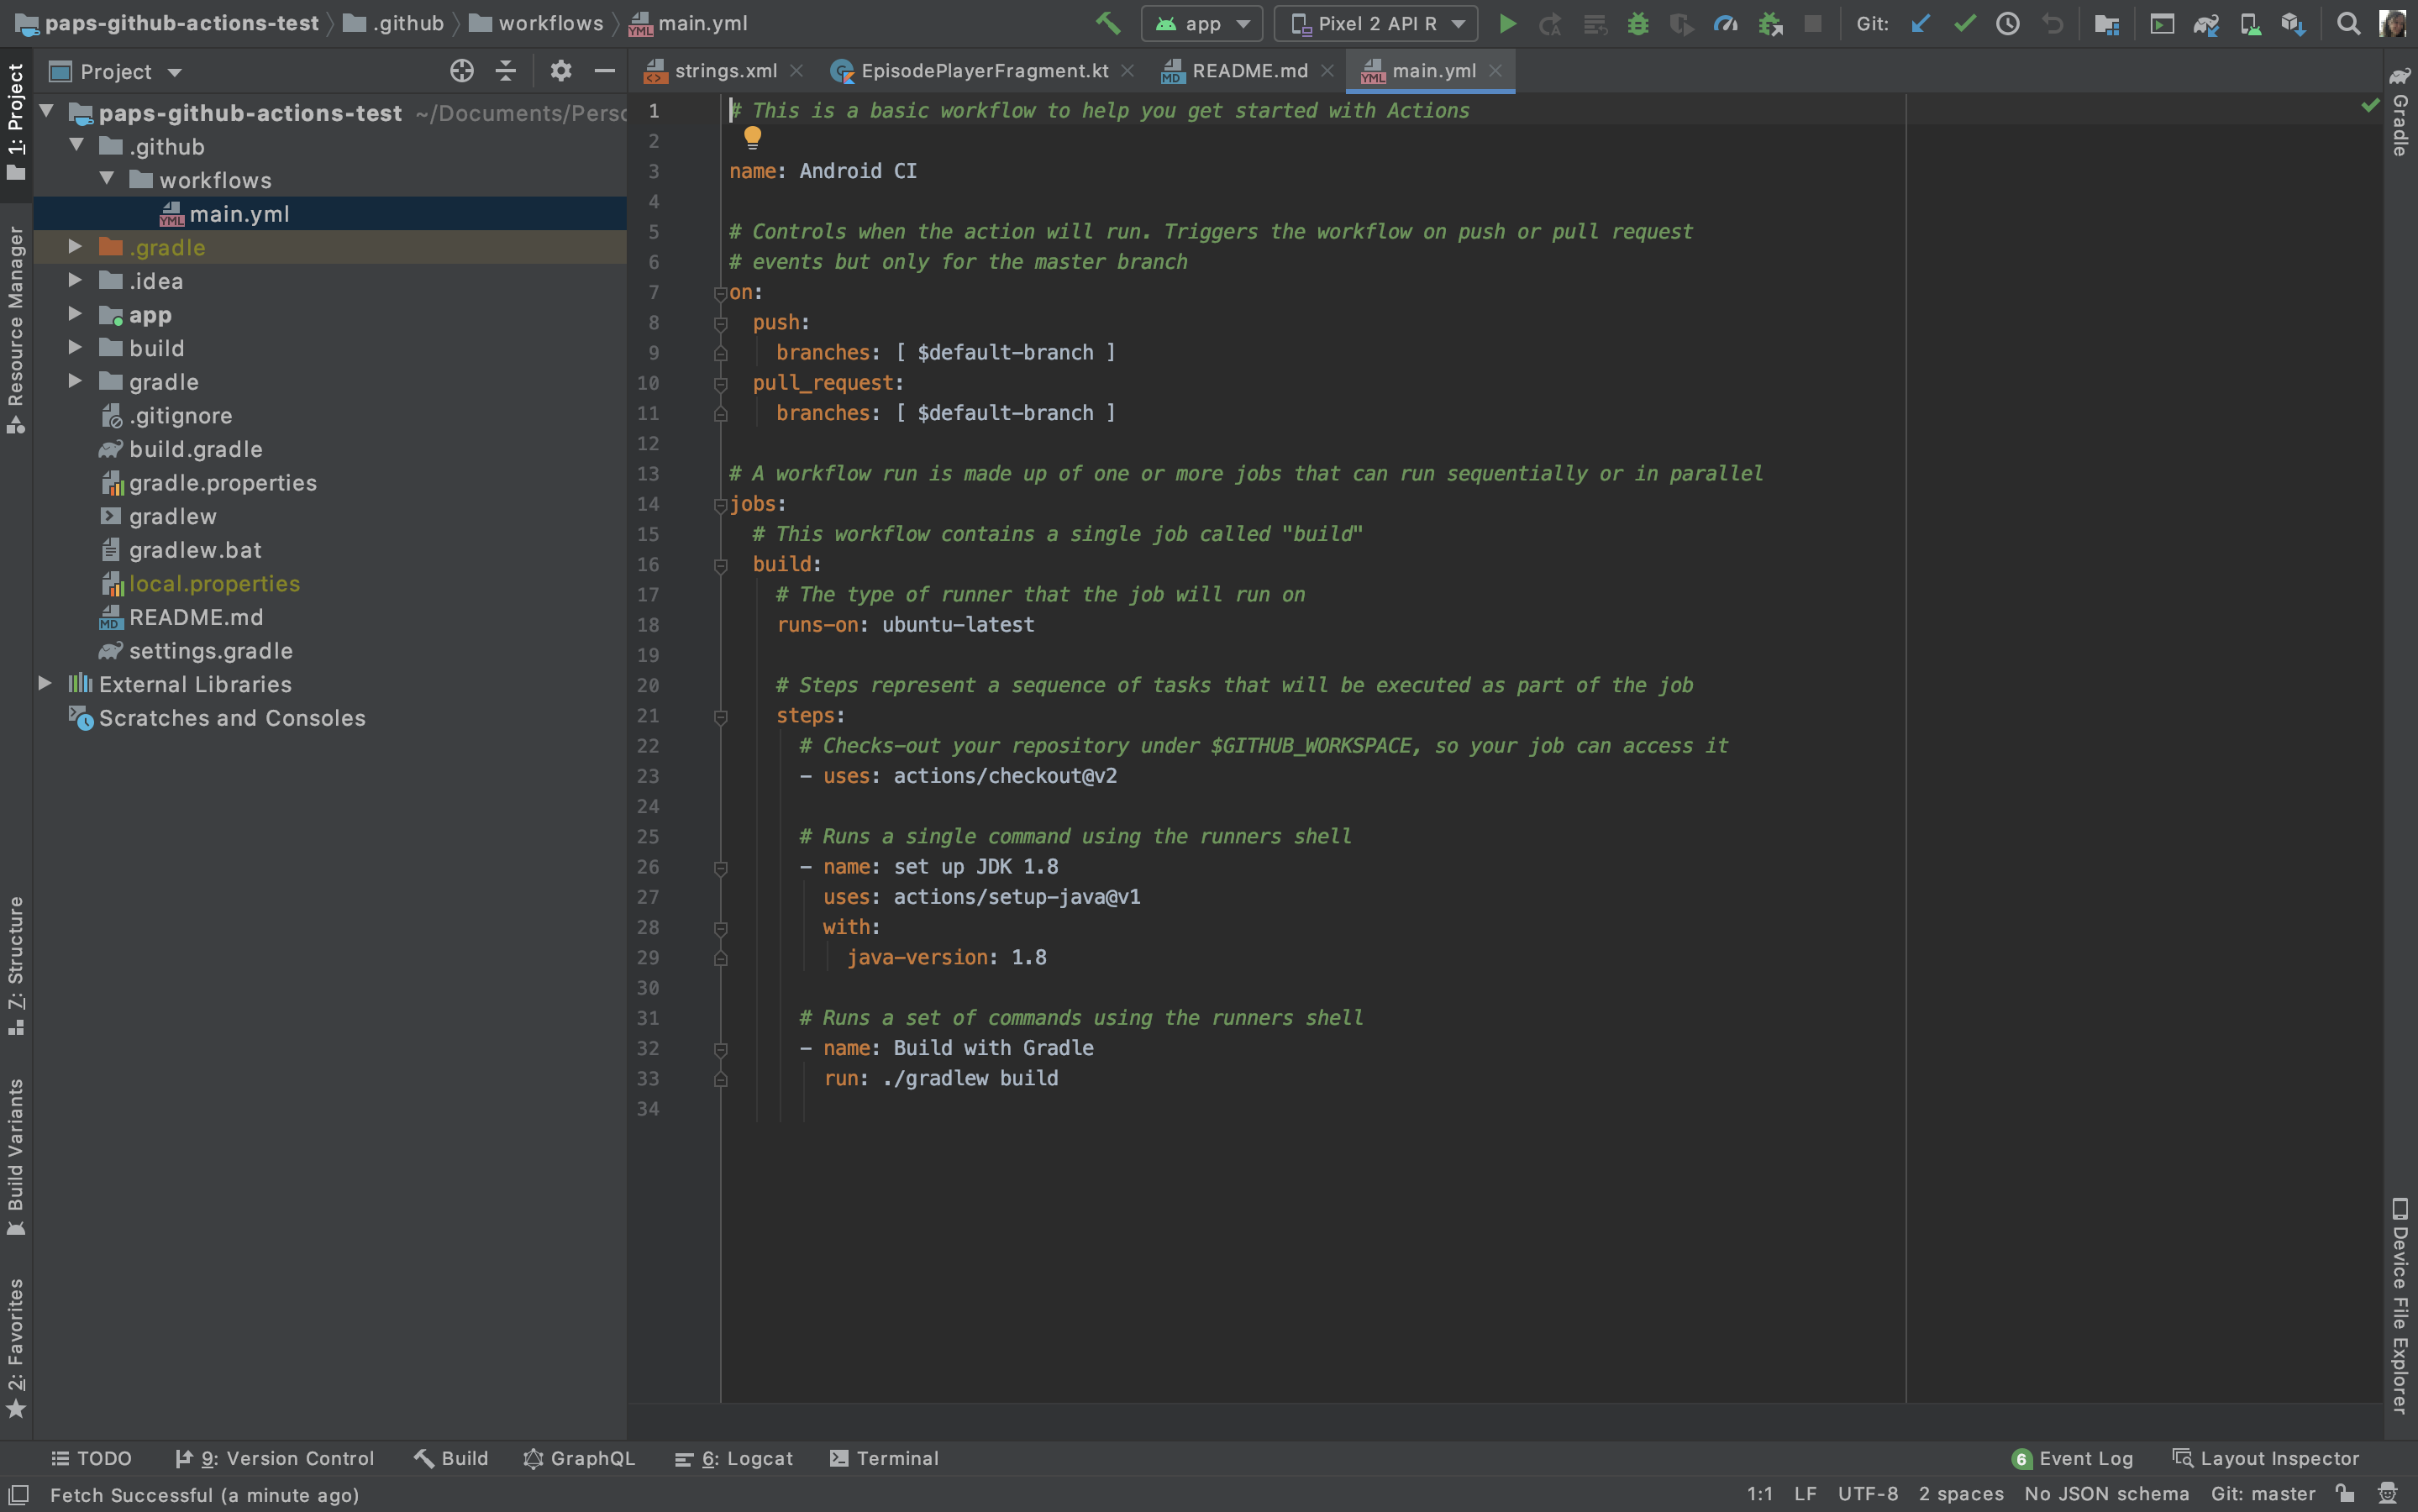 paps-github-actions-test .github workflows main.yml app Pixel 2 API R Git:
Project
strings.xml EpisodePlayerFragment.kt README.md main.yml
1: Project
Resource Manager
7: Structure
Build Variants
2: Favorites
paps-github-actions-test ~/Documents/Perso
.github
workflows
main.yml
.gradle
.idea
app
build
gradle
.gitignore
build.gradle
gradle.properties
gradlew
gradlew.bat
local.properties
README.md
settings.gradle
External Libraries
Scratches and Consoles
1 # This is a basic workflow to help you get started with Actions
2
3 name: Android CI
4
5 # Controls when the action will run. Triggers the workflow on push or pull request
6 # events but only for the master branch
7 on:
8 push:
9 branches: [ $default-branch ]
10 pull_request:
11 branches: [ $default-branch ]
12
13 # A workflow run is made up of one or more jobs that can run sequentially or in parallel
14 jobs:
15 # This workflow contains a single job called "build"
16 build:
17 # The type of runner that the job will run on
18 runs-on: ubuntu-latest
19
20 # Steps represent a sequence of tasks that will be executed as part of the job
21 steps:
22 # Checks-out your repository under $GITHUB_WORKSPACE, so your job can access it
23 - uses: actions/checkout@v2
24
25 # Runs a single command using the runners shell
26 - name: set up JDK 1.8
27 uses: actions/setup-java@v1
28 with:
29 java-version: 1.8
30
31 # Runs a set of commands using the runners shell
32 - name: Build with Gradle
33 run: ./gradlew build
34
Gradle
Device File Explorer
TODO 9: Version Control Build GraphQL 6: Logcat Terminal 6 Event Log Layout Inspector
Fetch Successful (a minute ago) 1:1 LF UTF-8 2 spaces No JSON schema Git: master